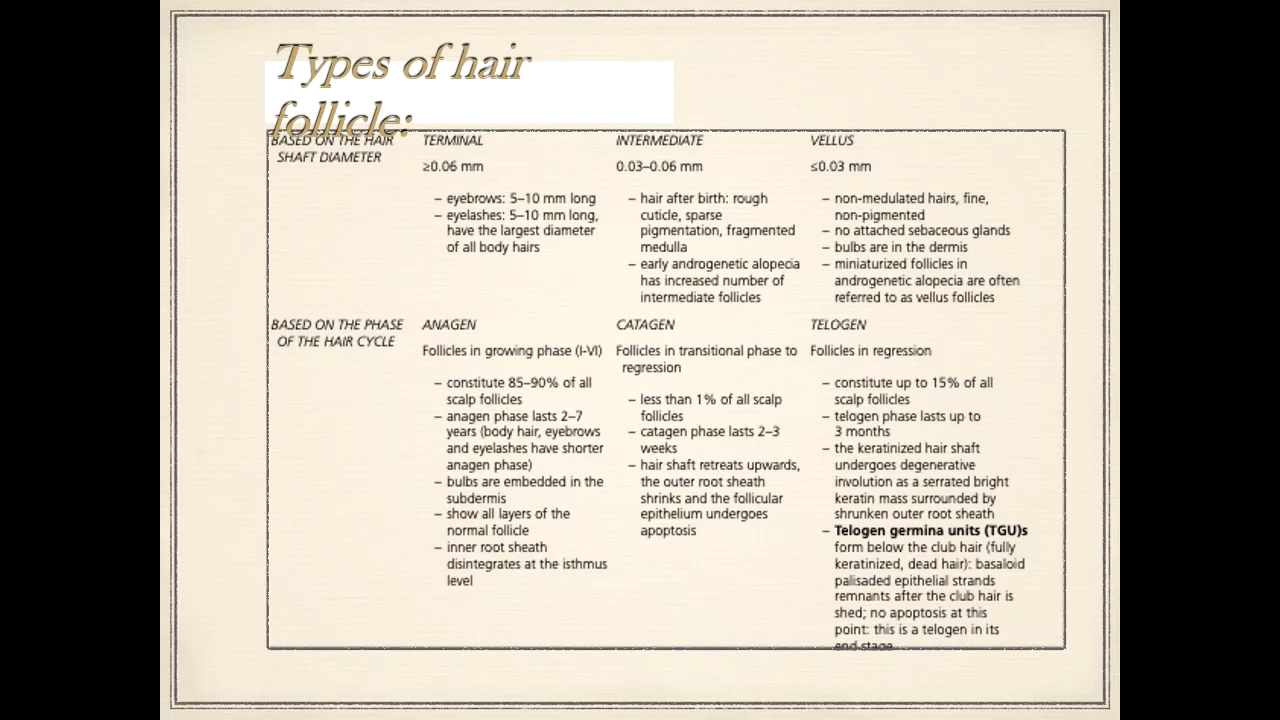 Types of hair
follicle:
BASED ON THE HAIR
SHAFT DIAMETER
TERMINAL
≥0.06 mm
– eyebrows: 5–10 mm long
– eyelashes: 5–10 mm long,
have the largest diameter
of all body hairs
INTERMEDIATE
0.03–0.06 mm
– hair after birth: rough
cuticle, sparse
pigmentation, fragmented
medulla
– early androgenetic alopecia
has increased number of
intermediate follicles
VELLUS
≤0.03 mm
– non-medulated hairs, fine,
non-pigmented
– no attached sebaceous glands
– bulbs are in the dermis
– miniaturized follicles in
androgenetic alopecia are often
referred to as vellus follicles
BASED ON THE PHASE
OF THE HAIR CYCLE
ANAGEN
Follicles in growing phase (I-VI)
– constitute 85–90% of all
scalp follicles
– anagen phase lasts 2–7
years (body hair, eyebrows
and eyelashes have shorter
anagen phase)
– bulbs are embedded in the
subdermis
– show all layers of the
normal follicle
– inner root sheath
disintegrates at the isthmus
level
CATAGEN
Follicles in transitional phase to
regression
– less than 1% of all scalp
follicles
– catagen phase lasts 2–3
weeks
– hair shaft retreats upwards,
the outer root sheath
shrinks and the follicular
epithelium undergoes
apoptosis
TELOGEN
Follicles in regression
– constitute up to 15% of all
scalp follicles
– telogen phase lasts up to
3 months
– the keratinized hair shaft
undergoes degenerative
involution as a serrated bright
keratin mass surrounded by
shrunken outer root sheath
– Telogen germina units (TGU)s
form below the club hair (fully
keratinized, dead hair): basaloid
palisaded epithelial strands
remnants after the club hair is
shed; no apoptosis at this
point: this is a telogen in its
end-stage